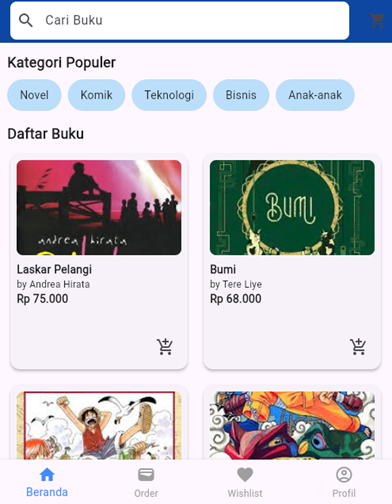 Cari Buku
Kategori Populer
Novel
Komik
Teknologi
Bisnis
Anak-anak
Daftar Buku
andrea hirata
BUMI
Laskar Pelangi
by Andrea Hirata
Rp 75.000
Bumi
by Tere Liye
Rp 68.000
Beranda
Order
Wishlist
Profil